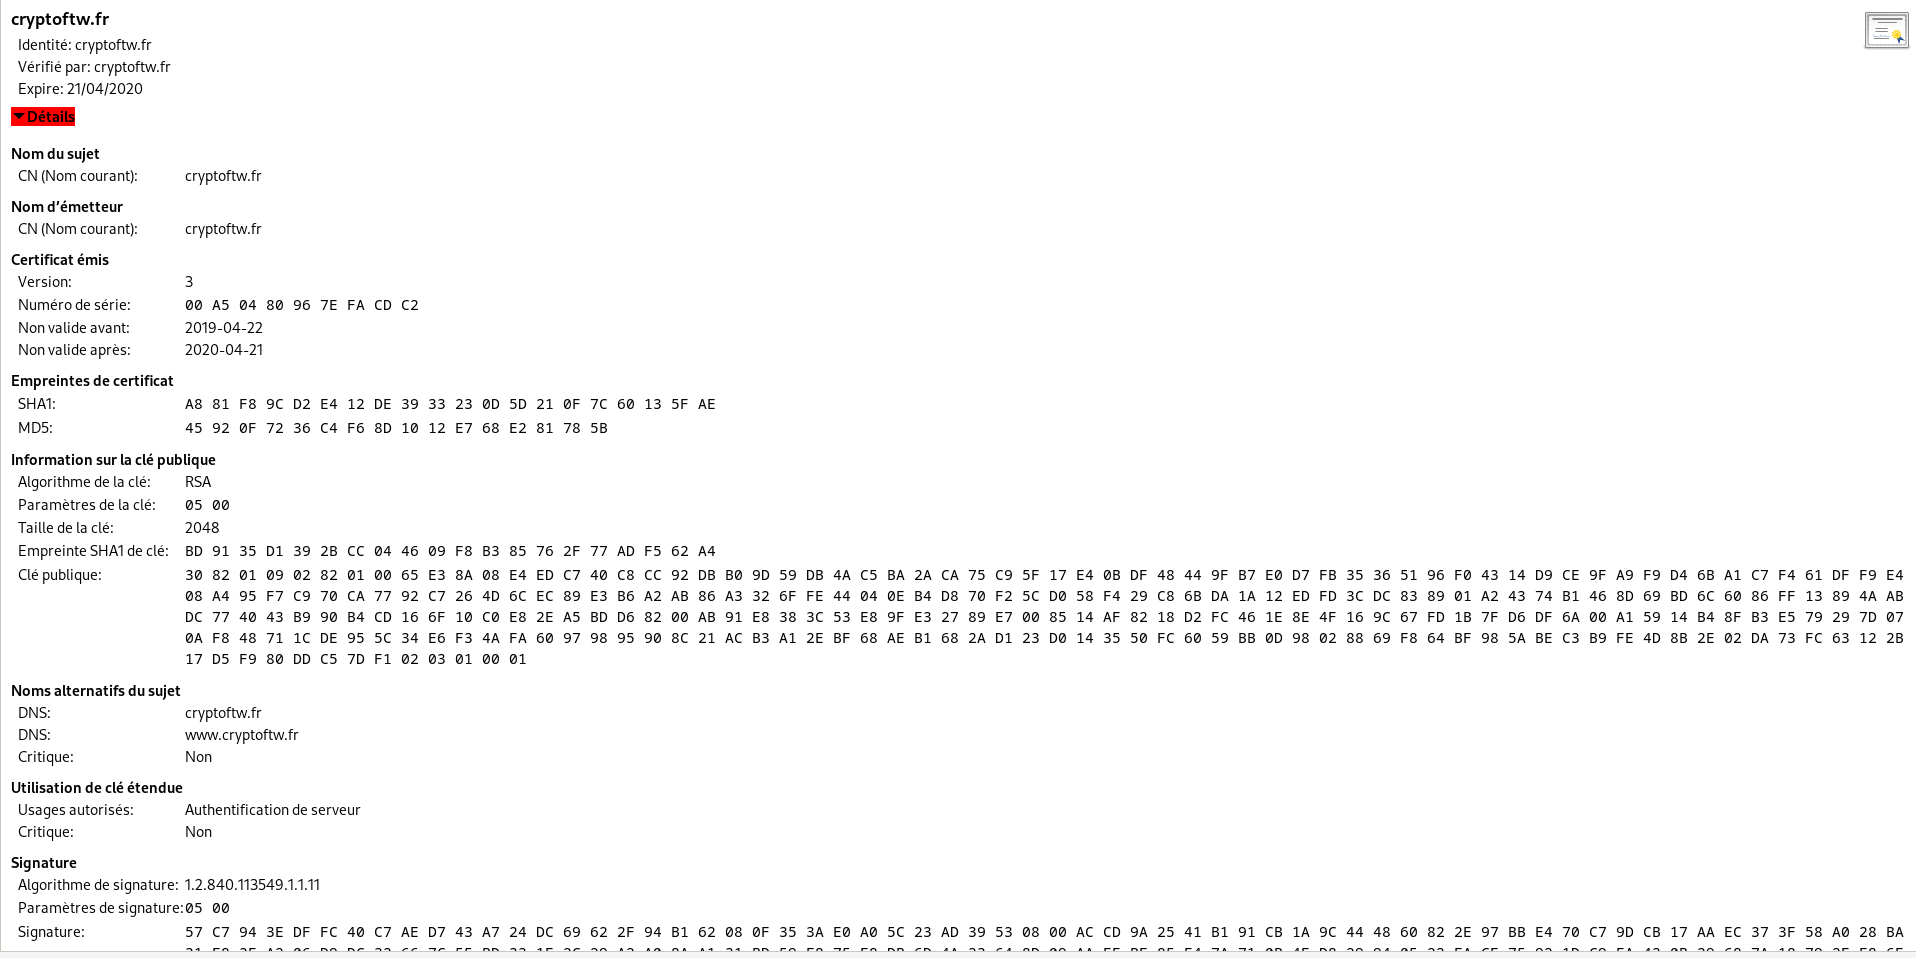 cryptoftw.fr
Identité: cryptoftw.fr
Vérifié par: cryptoftw.fr
Expire: 21/04/2020
Détails
Nom du sujet
CN (Nom courant): cryptoftw.fr
Nom d’émetteur
CN (Nom courant): cryptoftw.fr
Certificat émis
Version: 3
Numéro de série: 00 A5 04 80 96 7E FA CD C2
Non valide avant: 2019-04-22
Non valide après: 2020-04-21
Empreintes de certificat
SHA1: A8 81 F8 9C D2 E4 12 DE 39 33 23 0D 5D 21 0F 7C 60 13 5F AE
MD5: 45 92 0F 72 36 C4 F6 8D 10 12 E7 68 E2 81 78 5B
Information sur la clé publique
Algorithme de la clé: RSA
Paramètres de la clé: 05 00
Taille de la clé: 2048
Empreinte SHA1 de clé: BD 91 35 D1 39 2B CC 04 46 09 F8 B3 85 76 2F 77 AD F5 62 A4
Clé publique: 30 82 01 09 02 82 01 00 65 E3 8A 08 E4 ED C7 40 C8 CC 92 DB B0 9D 59 DB 4A C5 BA 2A CA 75 C9 5F 17 E4 0B DF 48 44 9F B7 E0 D7 FB 35 36 51 96 F0 43 14 D9 CE 9F A9 F9 D4 6B A1 C7 F4 61 DF F9 E4
08 A4 95 F7 C9 70 CA 77 92 C7 26 4D 6C EC 89 E3 B6 A2 AB 86 A3 32 6F FE 44 04 0E B4 D8 70 F2 5C D0 58 F4 29 C8 6B DA 1A 12 ED FD 3C DC 83 89 01 A2 43 74 B1 46 8D 69 BD 6C 60 86 FF 13 89 4A AB
DC 77 40 43 B9 90 B4 CD 16 6F 10 C0 E8 2E A5 BD D6 82 00 AB 91 E8 38 3C 53 E8 9F E3 27 89 E7 00 85 14 AF 82 18 D2 FC 46 1E 8E 4F 16 9C 67 FD 1B 7F D6 DF 6A 00 A1 59 14 B4 8F B3 E5 79 29 7D 07
0A F8 48 71 1C DE 95 5C 34 E6 F3 4A FA 60 97 98 95 90 8C 21 AC B3 A1 2E BF 68 AE B1 68 2A D1 23 D0 14 35 50 FC 60 59 BB 0D 98 02 88 69 F8 64 BF 98 5A BE C3 B9 FE 4D 8B 2E 02 DA 73 FC 63 12 2B
17 D5 F9 80 DD C5 7D F1 02 03 01 00 01
Noms alternatifs du sujet
DNS: cryptoftw.fr
DNS: www.cryptoftw.fr
Critique: Non
Utilisation de clé étendue
Usages autorisés: Authentification de serveur
Critique: Non
Signature
Algorithme de signature: 1.2.840.113549.1.1.11
Paramètres de signature: 05 00
Signature: 57 C7 94 3E DF FC 40 C7 AE D7 43 A7 24 DC 69 62 2F 94 B1 62 08 0F 35 3A E0 A0 5C 23 AD 39 53 08 00 AC CD 9A 25 41 B1 91 CB 1A 9C 44 48 60 82 2E 97 BB E4 70 C7 9D CB 17 AA EC 37 3F 58 A0 28 BA